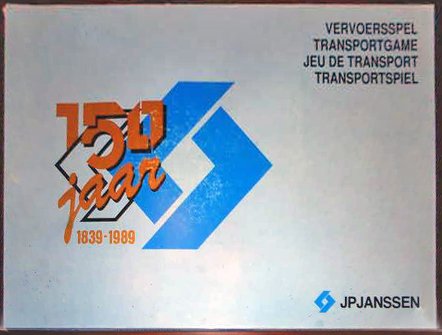 VERVOERSSPEL
TRANSPORTGAME
JEU DE TRANSPORT
TRANSPORTSPIEL
150
jaar
1839-1989
JPJANSSEN